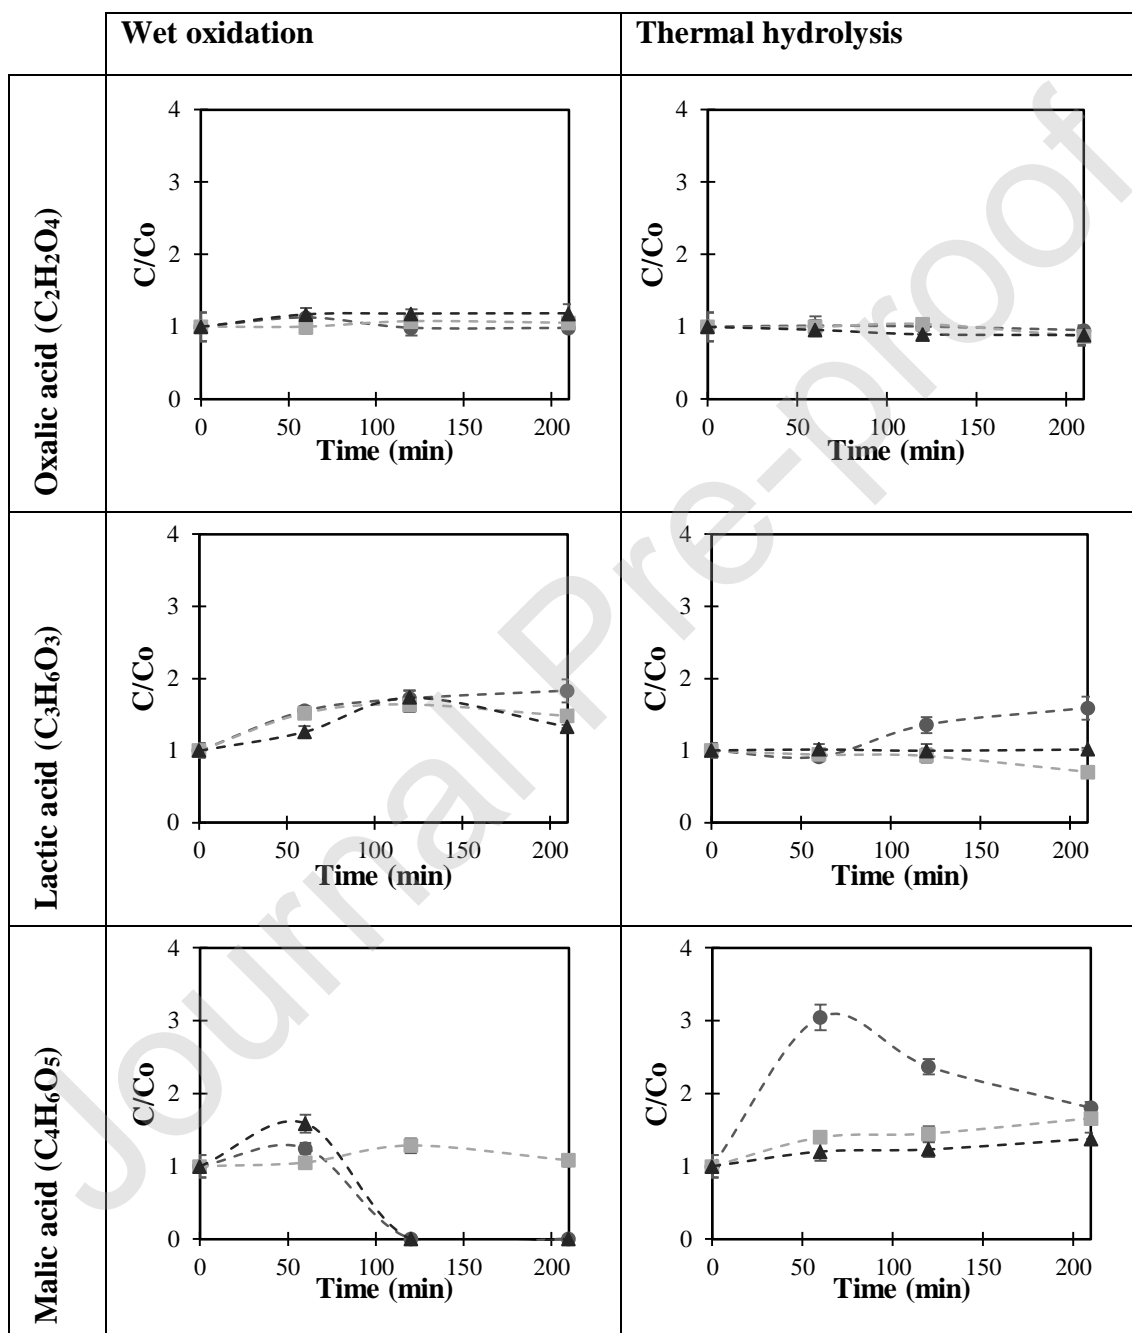 Wet oxidation
Thermal hydrolysis
Oxalic acid (C₂H₂O₄)
4
3
2
1
0
C/Co
0 50 100 150 200
Time (min)
4
3
2
1
0
C/Co
0 50 100 150 200
Time (min)
Lactic acid (C₃H₆O₃)
4
3
2
1
0
C/Co
0 50 100 150 200
Time (min)
4
3
2
1
0
C/Co
0 50 100 150 200
Time (min)
Malic acid (C₄H₆O₅)
4
3
2
1
0
C/Co
0 50 100 150 200
Time (min)
4
3
2
1
0
C/Co
0 50 100 150 200
Time (min)
Journal Pre-proof